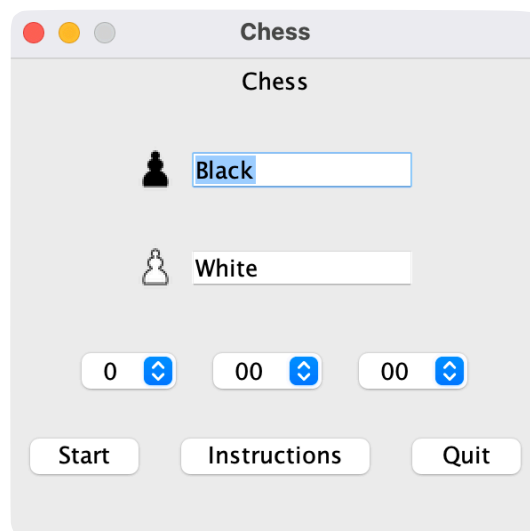 Chess
Chess
Black
White
0 00 00
Start Instructions Quit